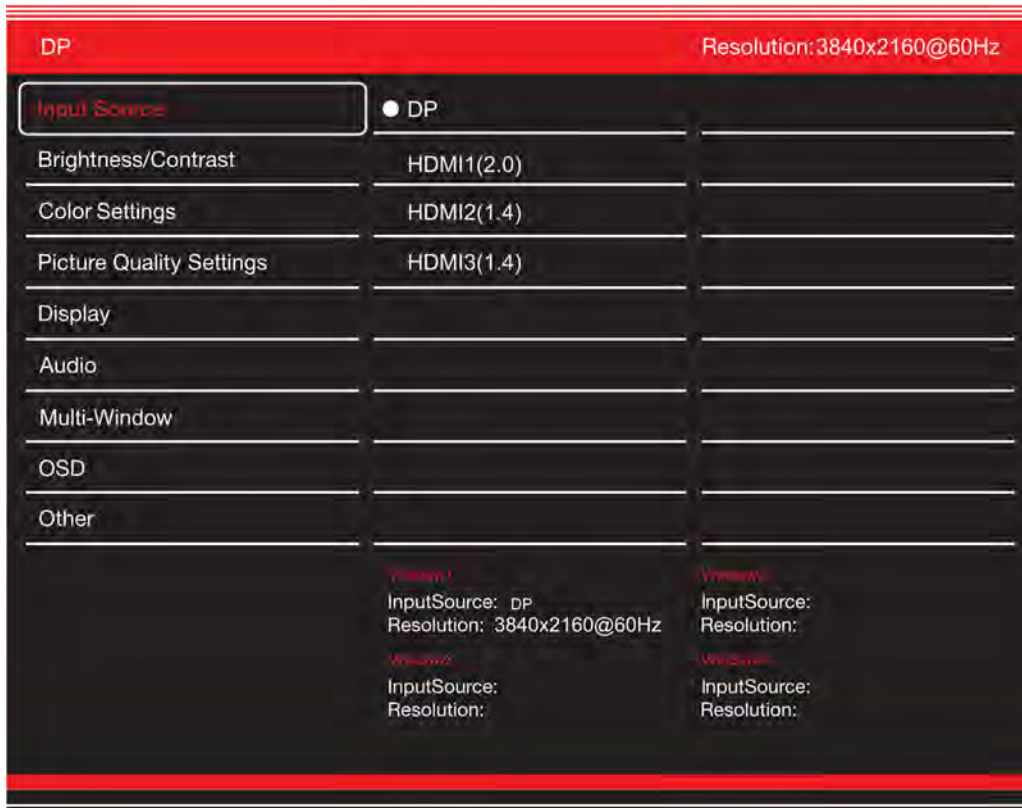 DP Resolution:3840x2160@60Hz
Input Source
DP
Brightness/Contrast
HDMI1(2.0)
Color Settings
HDMI2(1.4)
Picture Quality Settings
HDMI3(1.4)
Display
Audio
Multi-Window
OSD
Other
Window1
InputSource: DP
Resolution: 3840x2160@60Hz
InputSource:
Resolution:
InputSource:
Resolution:
InputSource:
Resolution: